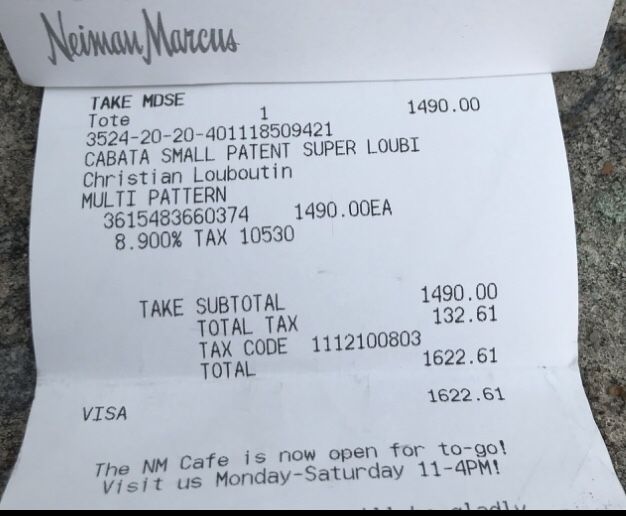 Neiman Marcus
TAKE MDSE
Tote 1 1490.00
3524-20-20-401118509421
CABATA SMALL PATENT SUPER LOUBI
Christian Louboutin
MULTI PATTERN
3615483660374 1490.00EA
8.900% TAX 10530
TAKE SUBTOTAL 1490.00
TOTAL TAX 132.61
TAX CODE 1112100803
TOTAL 1622.61
VISA 1622.61
The NM Cafe is now open for to-go!
Visit us Monday-Saturday 11-4PM!